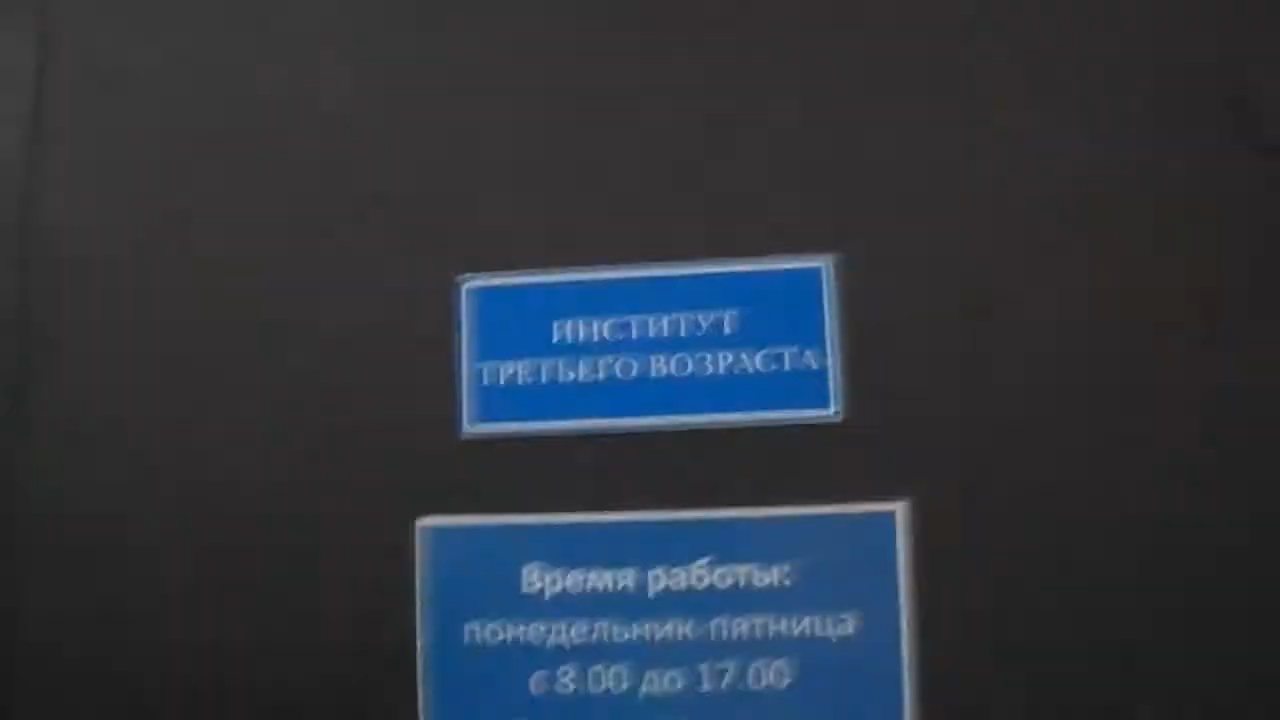 ИНСТИТУТ
ТРЕТЬЕГО ВОЗРАСТА
Время работы:
понедельник-пятница
с 8.00 до 17.00